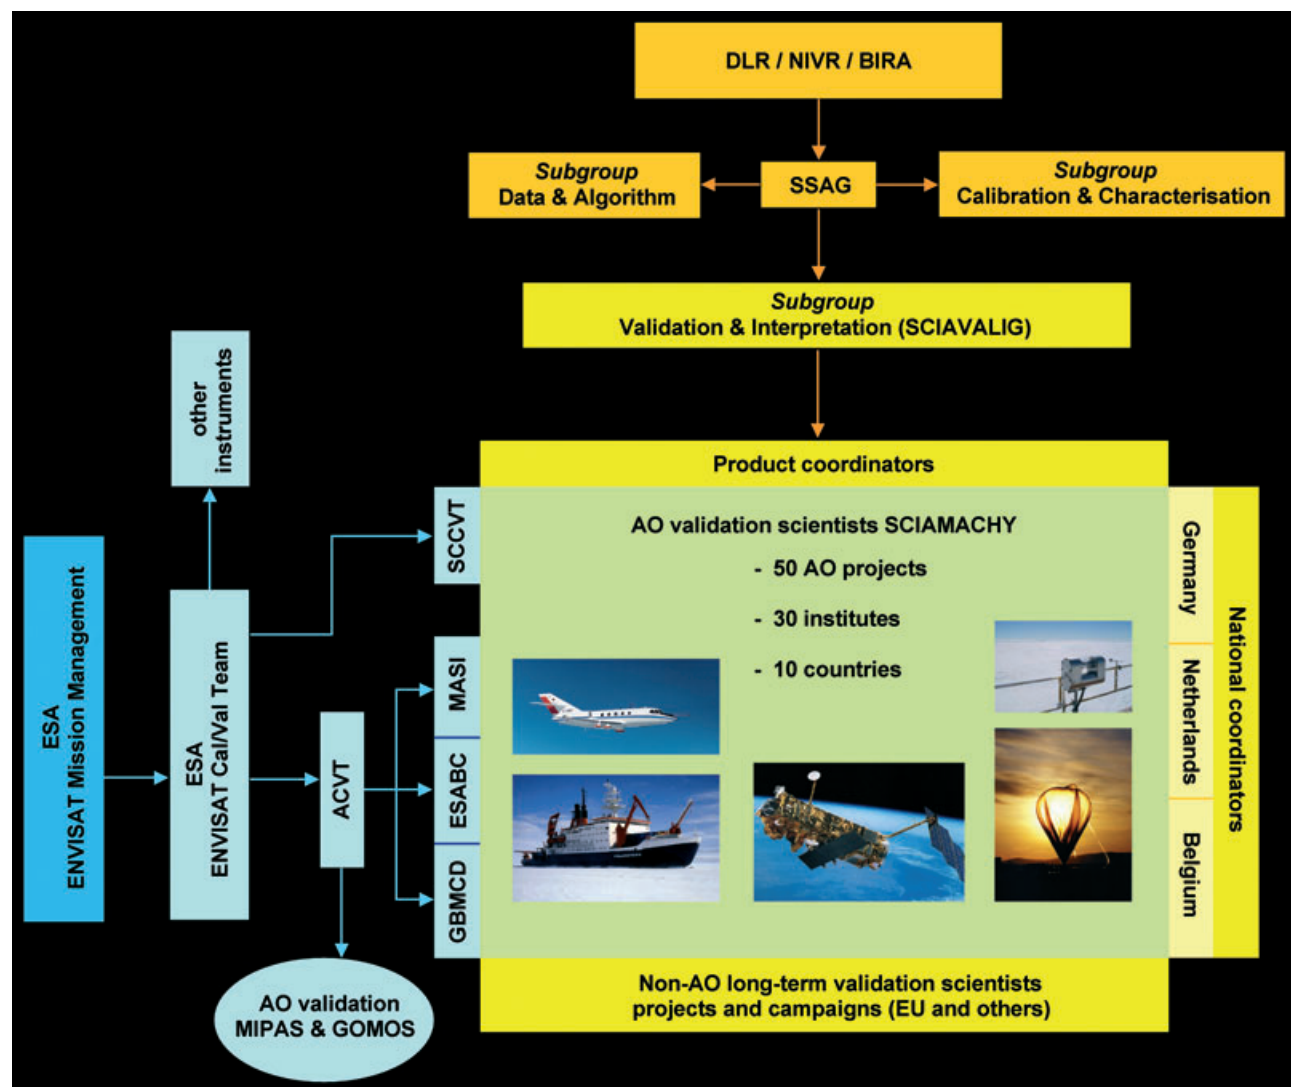 DLR / NIVR / BIRA
Subgroup
Data & Algorithm
SSAG
Subgroup
Calibration & Characterisation
Subgroup
Validation & Interpretation (SCIAVALIG)
other
instruments
ESA
ENVISAT Mission Management
ESA
ENVISAT Cal/Val Team
ACVT
AO validation
MIPAS & GOMOS
SCCVT
MASI
ESABC
GBMCD
Product coordinators
AO validation scientists SCIAMACHY
- 50 AO projects
- 30 institutes
- 10 countries
Germany
Netherlands
Belgium
National coordinators
Non-AO long-term validation scientists
projects and campaigns (EU and others)